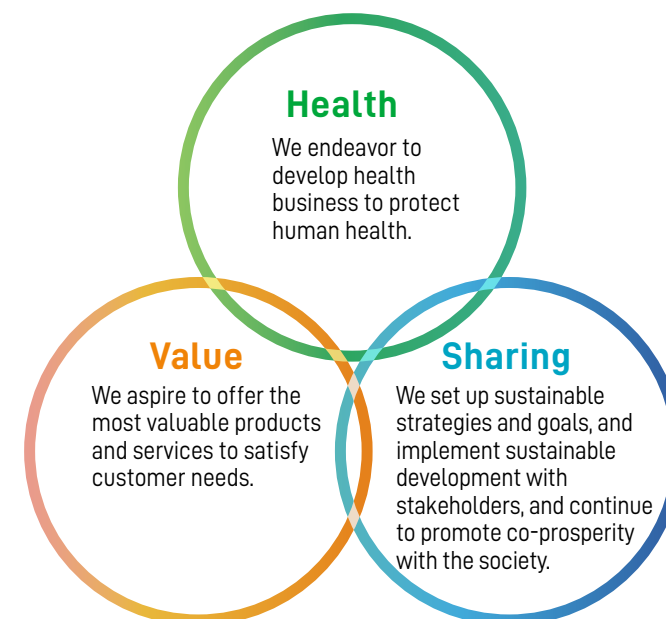 Health
We endeavor to
develop health
business to protect
human health.
Value
We aspire to offer the
most valuable products
and services to satisfy
customer needs.
Sharing
We set up sustainable
strategies and goals, and
implement sustainable
development with
stakeholders, and continue
to promote co-prosperity
with the society.